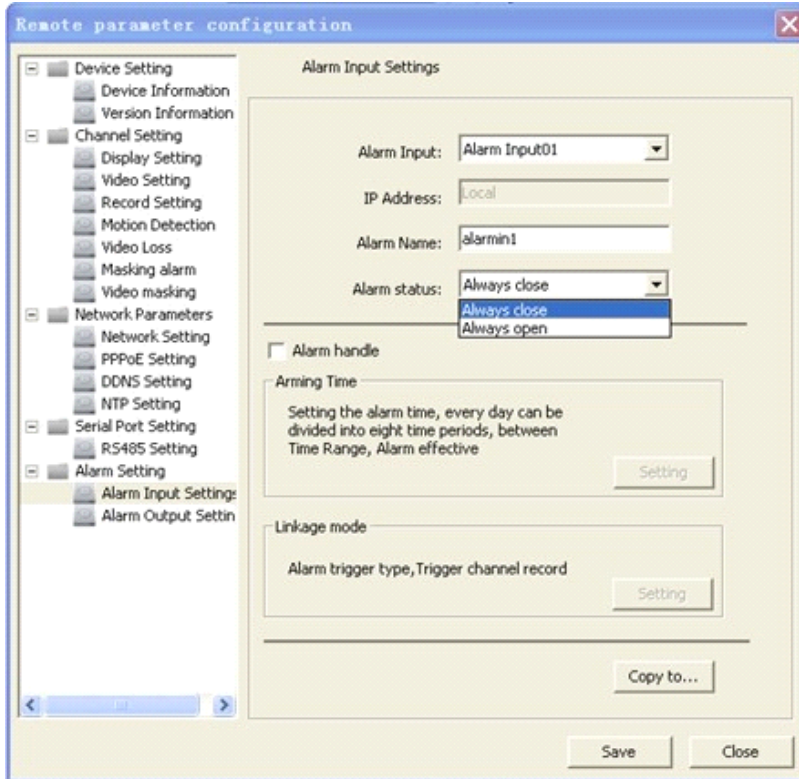 Remote parameter configuration
Device Setting
Device Information
Version Information
Channel Setting
Display Setting
Video Setting
Record Setting
Motion Detection
Video Loss
Masking alarm
Video masking
Network Parameters
Network Setting
PPPoE Setting
DDNS Setting
NTP Setting
Serial Port Setting
RS485 Setting
Alarm Setting
Alarm Input Settings
Alarm Output Settin
Alarm Input Settings
Alarm Input: Alarm Input01
IP Address: Local
Alarm Name: alarmin1
Alarm status: Always close
Always close
Always open
Alarm handle
Arming Time
Setting the alarm time, every day can be
divided into eight time periods, between
Time Range, Alarm effective
Setting
Linkage mode
Alarm trigger type,Trigger channel record
Setting
Copy to...
Save Close